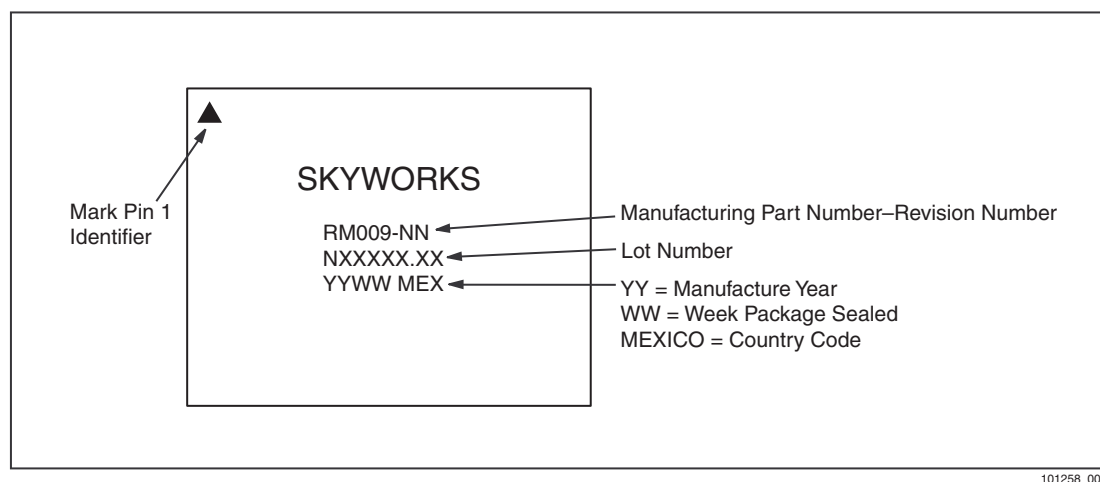 SKYWORKS
Mark Pin 1
Identifier
RM009-NN
NXXXXX.XX
YYWW MEX
Manufacturing Part Number–Revision Number
Lot Number
YY = Manufacture Year
WW = Week Package Sealed
MEXICO = Country Code